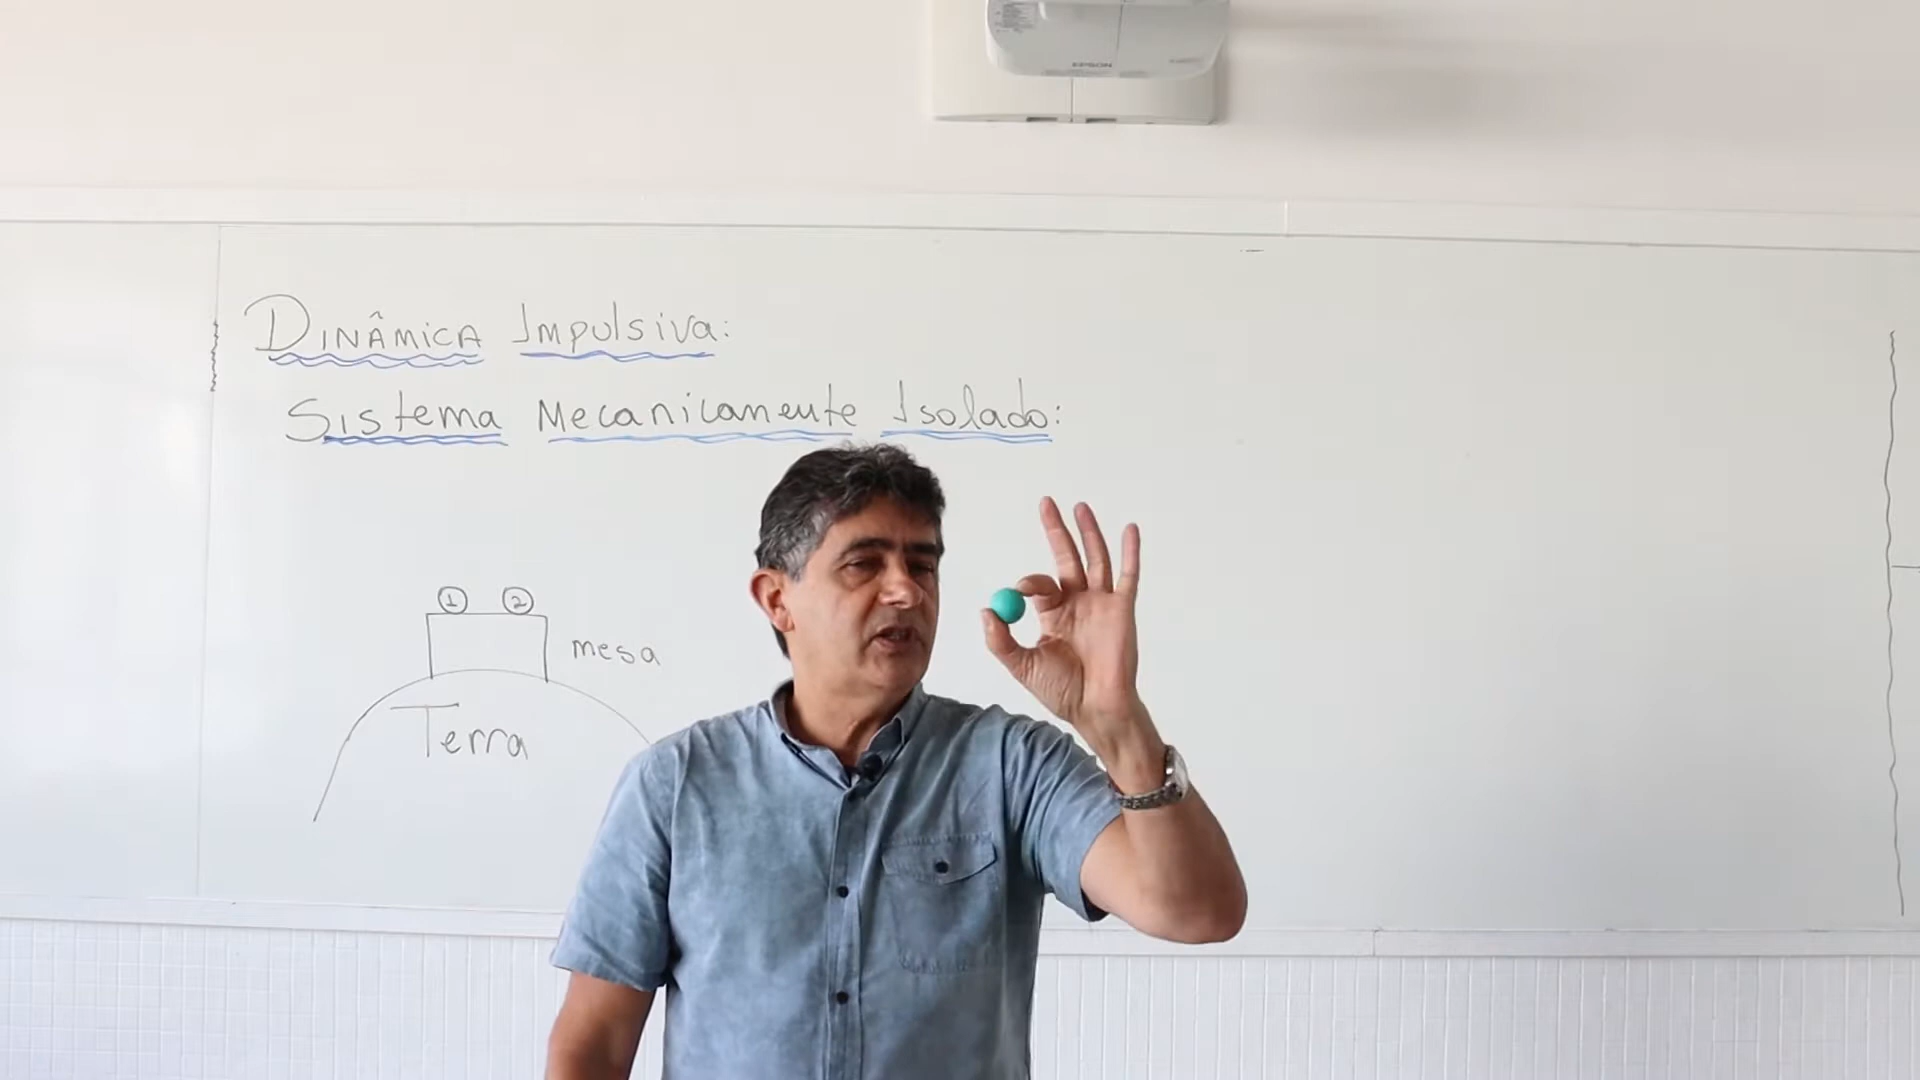 EPSON
Dinâmica Impulsiva:
Sistema Mecanicamente Isolado:
1 2
mesa
Terra